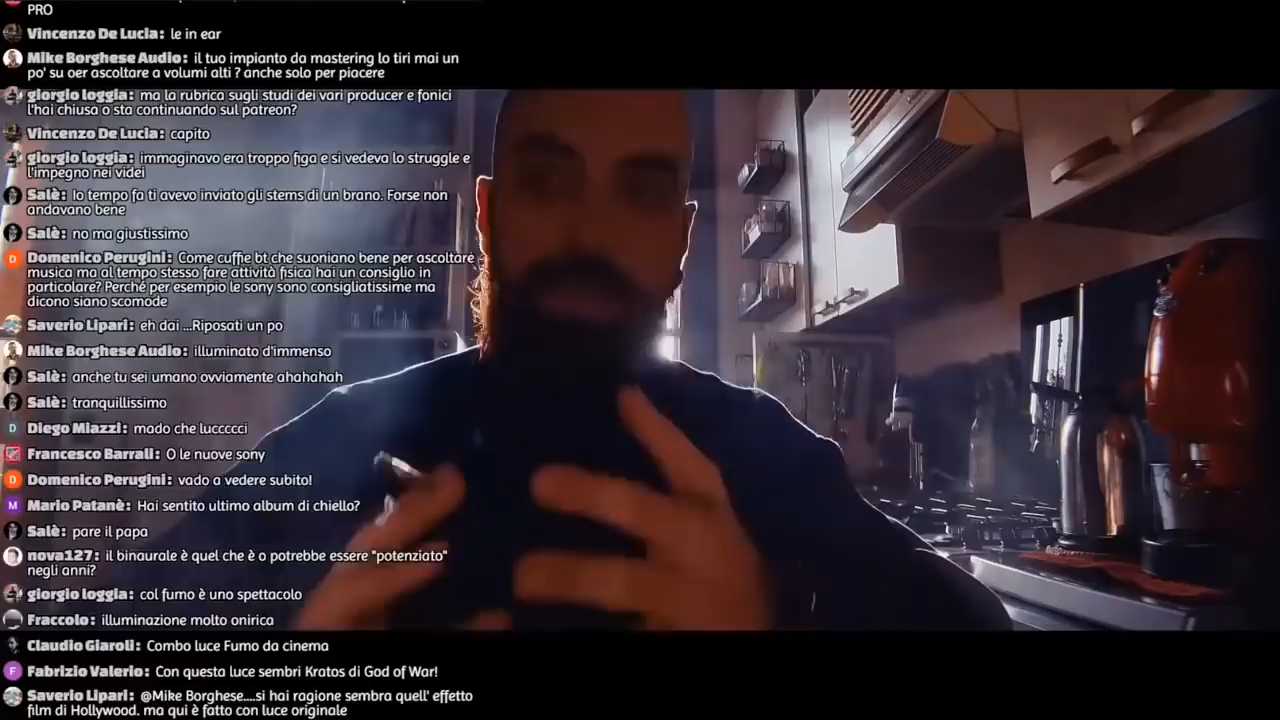 PRO
Vincenzo De Lucia: le in ear
Mike Borghese Audio: il tuo impianto da mastering lo tiri mai un
po' su oer ascoltare a volumi alti ? anche solo per piacere
giorgio loggia: ma la rubrica sugli studi dei vari producer e fonici
l'hai chiusa o sta continuando sul patreon?
Vincenzo De Lucia: capito
giorgio loggia: immaginavo era troppo figa e si vedeva lo struggle e
l'impegno nei videi
Salè: Io tempo fa ti avevo inviato gli stems di un brano. Forse non
andavano bene
Salè: no ma giustissimo
D Domenico Perugini: Come cuffie bt che suoniano bene per ascoltare
musica ma al tempo stesso fare attività fisica hai un consiglio in
particolare? Perché per esempio le sony sono consigliatissime ma
dicono siano scomode
Saverio Lipari: eh dai ...Riposati un po
Mike Borghese Audio: illuminato d'immenso
Salè: anche tu sei umano ovviamente ahahahah
Salè: tranquillissimo
D Diego Miazzi: mado che luccccci
Francesco Barrali: O le nuove sony
D Domenico Perugini: vado a vedere subito!
M Mario Patanè: Hai sentito ultimo album di chiello?
Salè: pare il papa
nova127: il binaurale è quel che è o potrebbe essere "potenziato"
negli anni?
giorgio loggia: col fumo è uno spettacolo
Fraccolo: illuminazione molto onirica
Claudio Giaroli: Combo luce Fumo da cinema
F Fabrizio Valerio: Con questa luce sembri Kratos di God of War!
Saverio Lipari: @Mike Borghese....si hai ragione sembra quell' effetto
film di Hollywood. ma qui è fatto con luce originale